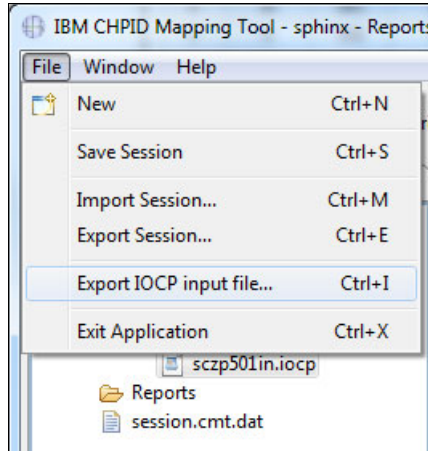 IBM CHPID Mapping Tool - sphinx - Reports
File Window Help
New Ctrl+N
Save Session Ctrl+S
Import Session... Ctrl+M
Export Session... Ctrl+E
Export IOCP input file... Ctrl+I
Exit Application Ctrl+X
sczp501in.iocp
Reports
session.cmt.dat